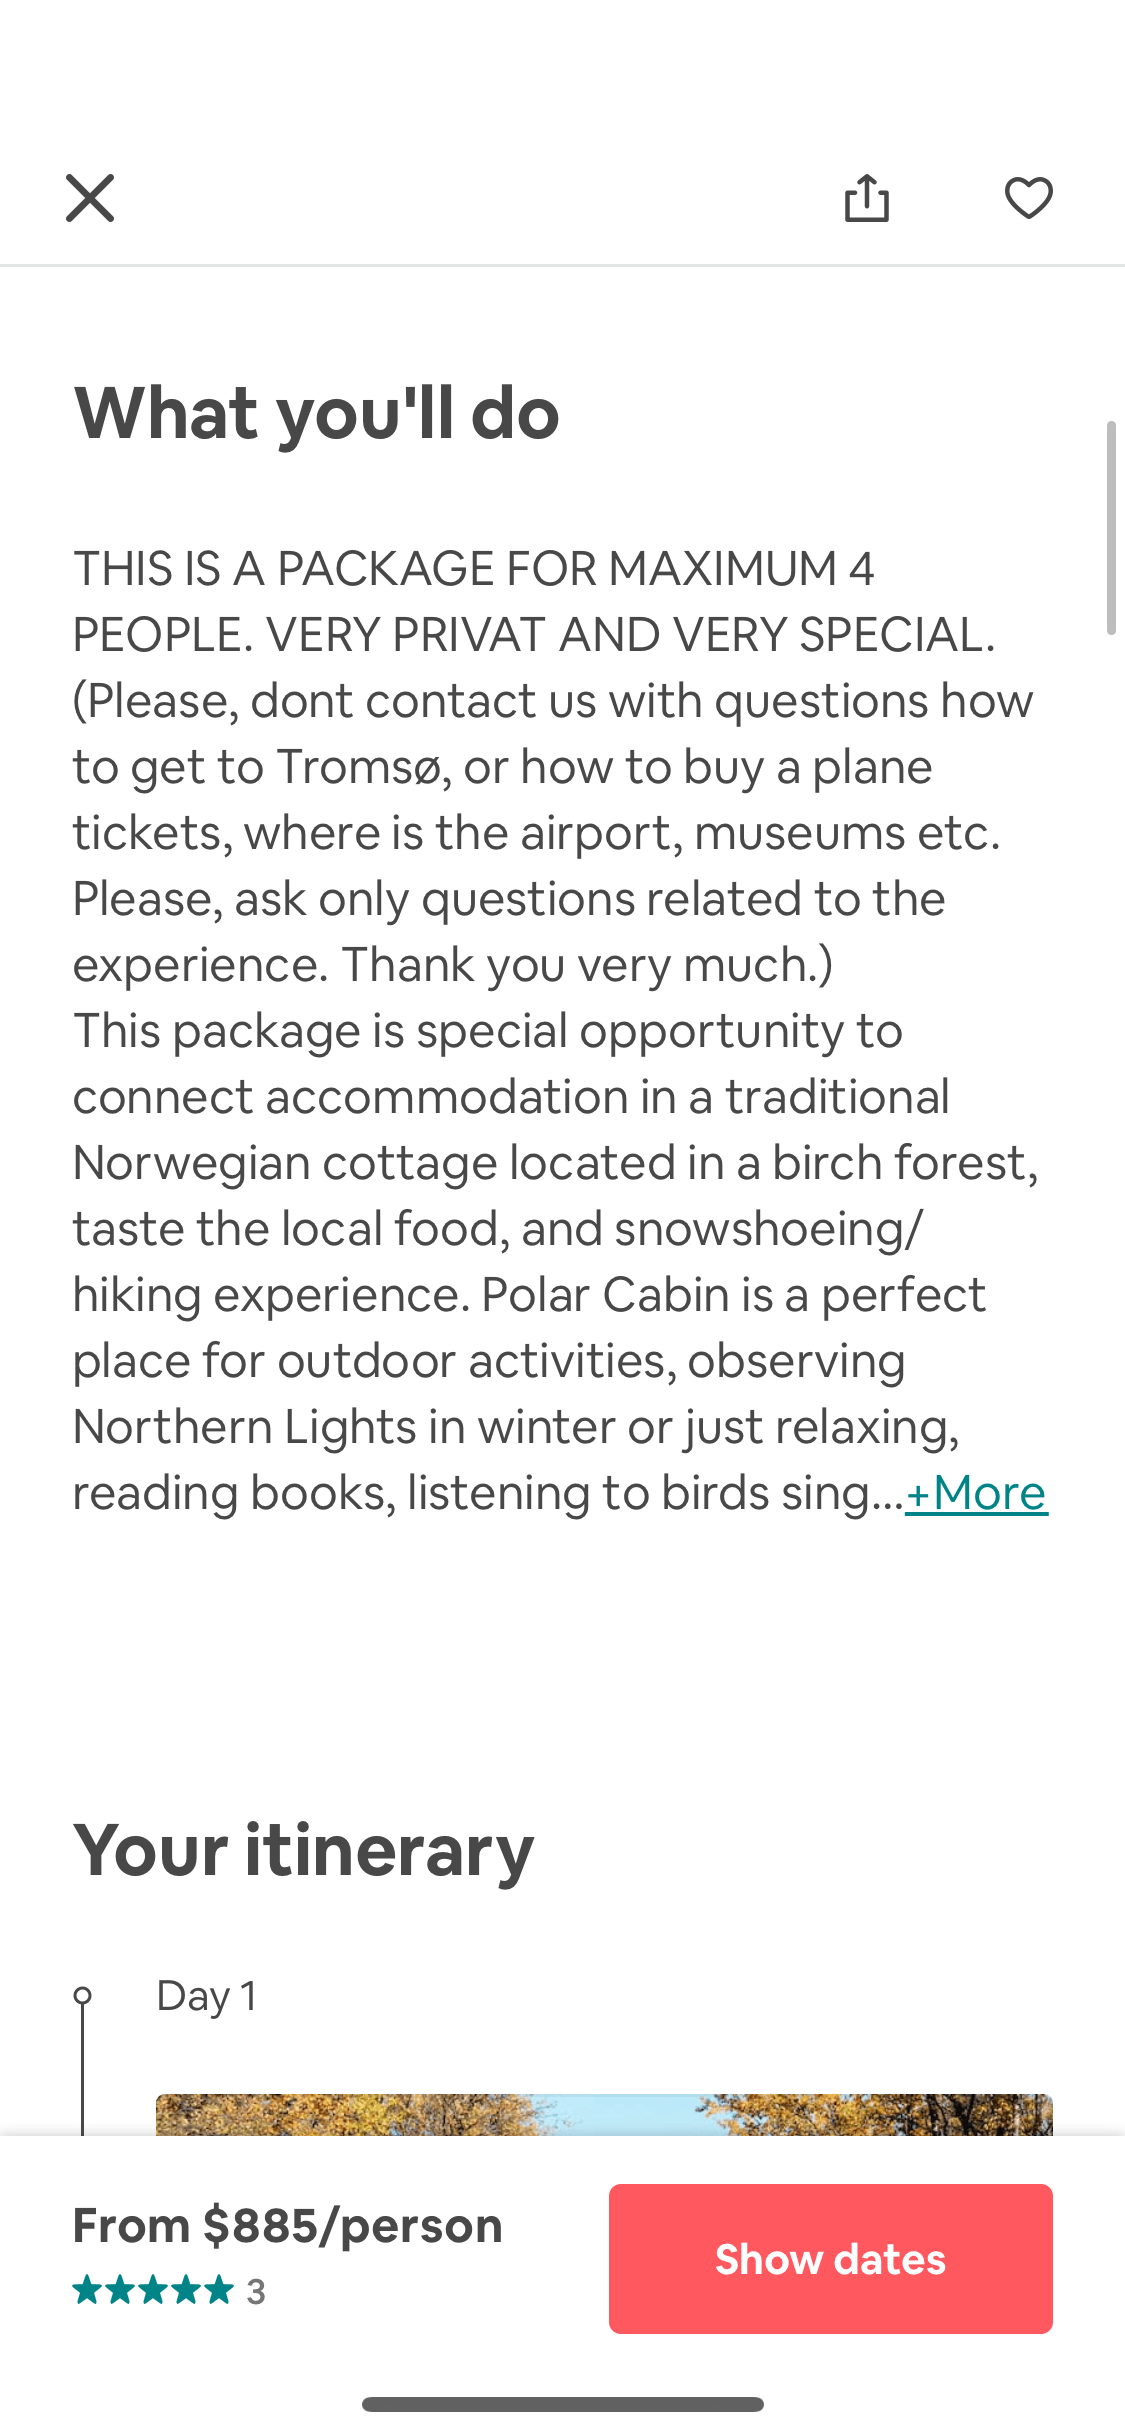 What you'll do
THIS IS A PACKAGE FOR MAXIMUM 4
PEOPLE. VERY PRIVAT AND VERY SPECIAL.
(Please, dont contact us with questions how
to get to Tromsø, or how to buy a plane
tickets, where is the airport, museums etc.
Please, ask only questions related to the
experience. Thank you very much.)
This package is special opportunity to
connect accommodation in a traditional
Norwegian cottage located in a birch forest,
taste the local food, and snowshoeing/
hiking experience. Polar Cabin is a perfect
place for outdoor activities, observing
Northern Lights in winter or just relaxing,
reading books, listening to birds sing...+More
Your itinerary
Day 1
From $885/person
Show dates
★★★★★ 3